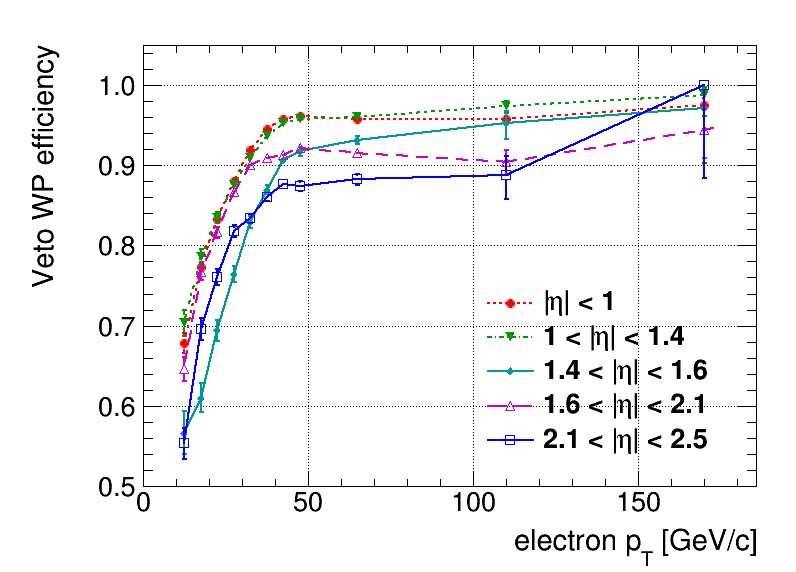 Veto WP efficiency
1.0
0.9
0.8
0.7
0.6
0.5
0
50
100
150
electron pT [GeV/c]
|η| < 1
1 < |η| < 1.4
1.4 < |η| < 1.6
1.6 < |η| < 2.1
2.1 < |η| < 2.5